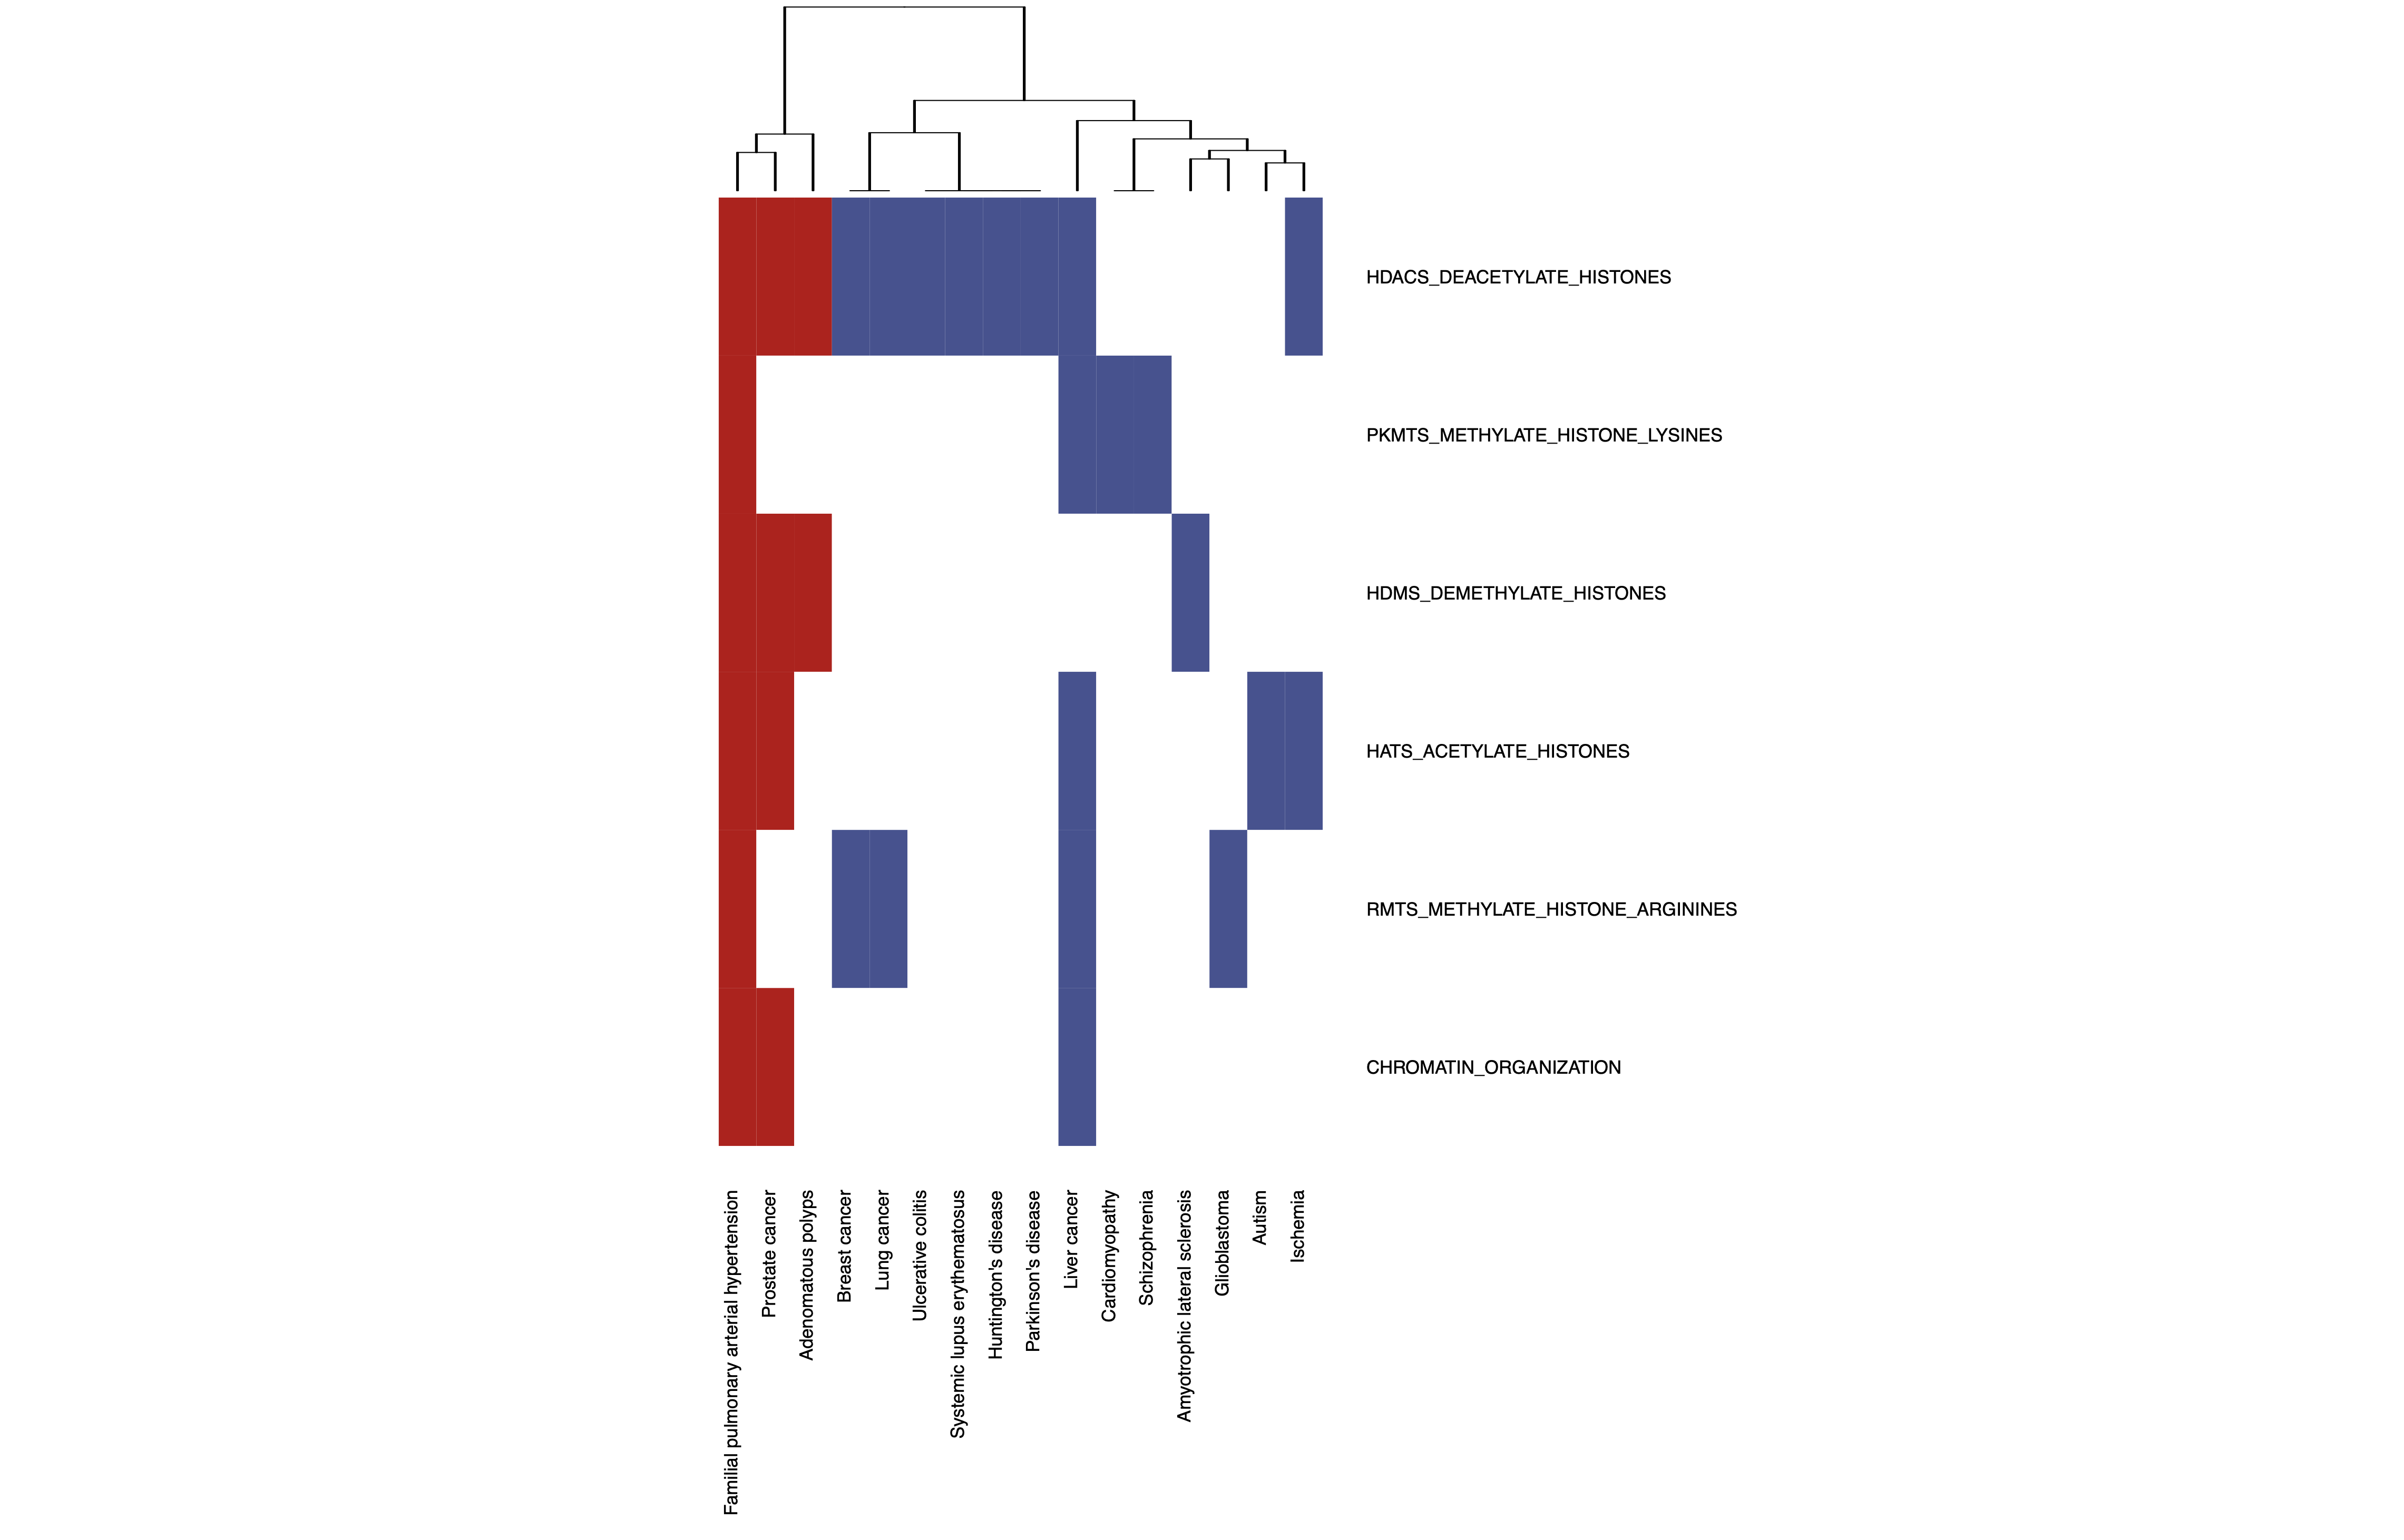 HDACS_DEACETYLATE_HISTONES
PKMTS_METHYLATE_HISTONE_LYSINES
HDMS_DEMETHYLATE_HISTONES
HATS_ACETYLATE_HISTONES
RMTS_METHYLATE_HISTONE_ARGININES
CHROMATIN_ORGANIZATION
Familial pulmonary arterial hypertension
Prostate cancer
Adenomatous polyps
Breast cancer
Lung cancer
Ulcerative colitis
Systemic lupus erythematosus
Huntington's disease
Parkinson's disease
Liver cancer
Cardiomyopathy
Schizophrenia
Amyotrophic lateral sclerosis
Glioblastoma
Autism
Ischemia